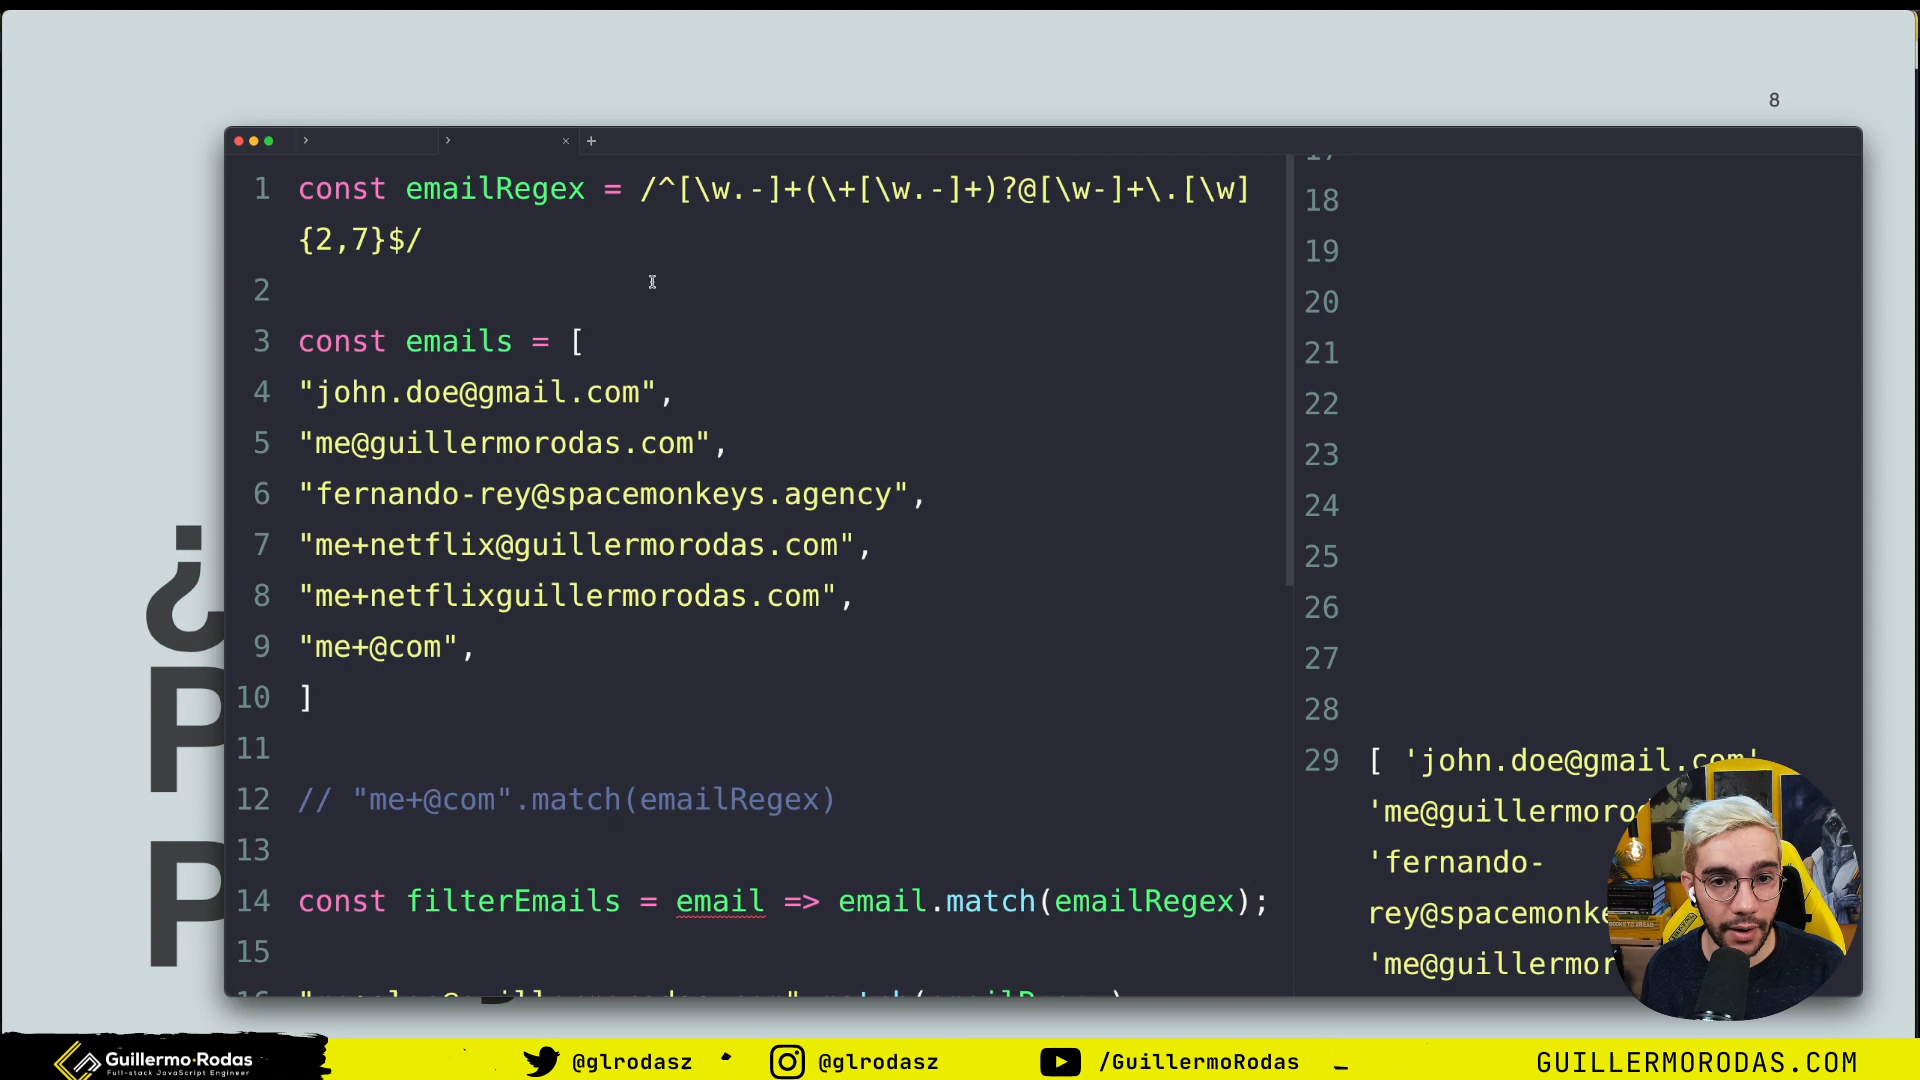 8
1 const emailRegex = /^[\w.-]+(\+[\w.-]+)?@[\w-]+\.[\w]
{2,7}$/
2
3 const emails = [
4 "john.doe@gmail.com",
5 "me@guillermorodas.com",
6 "fernando-rey@spacemonkeys.agency",
7 "me+netflix@guillermorodas.com",
8 "me+netflixguillermorodas.com",
9 "me+@com",
10 ]
11
12 // "me+@com".match(emailRegex)
13
14 const filterEmails = email => email.match(emailRegex);
15
18
19
20
21
22
23
24
25
26
27
28
29 [ 'john.doe@gmail.com'
'me@guillermoro
'fernando-
rey@spacemonke
'me@guillermor
¿
P
P
Guillermo·Rodas
Full-stack JavaScript Engineer
@glrodasz
@glrodasz
/GuillermoRodas
GUILLERMORODAS.COM